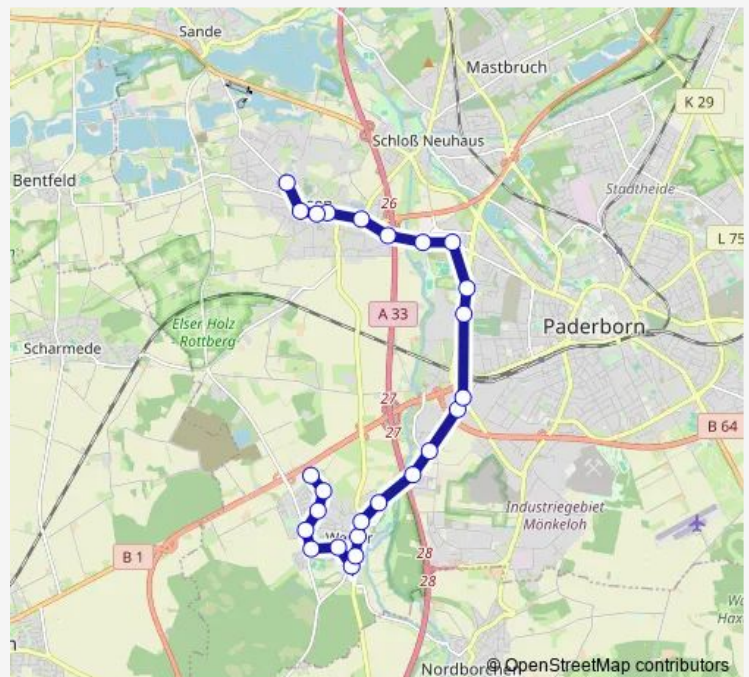 Sande
Mastbruch
K 29
Schloß Neuhaus
Bentfeld
Stadtheide
26
L 75
A 33
Elser Holz
Rottberg
Paderborn
Scharmede
27
27
B 64
Industriegebiet
Mönkeloh
B 1
28
28
Nordborchen
© OpenStreetMap contributors